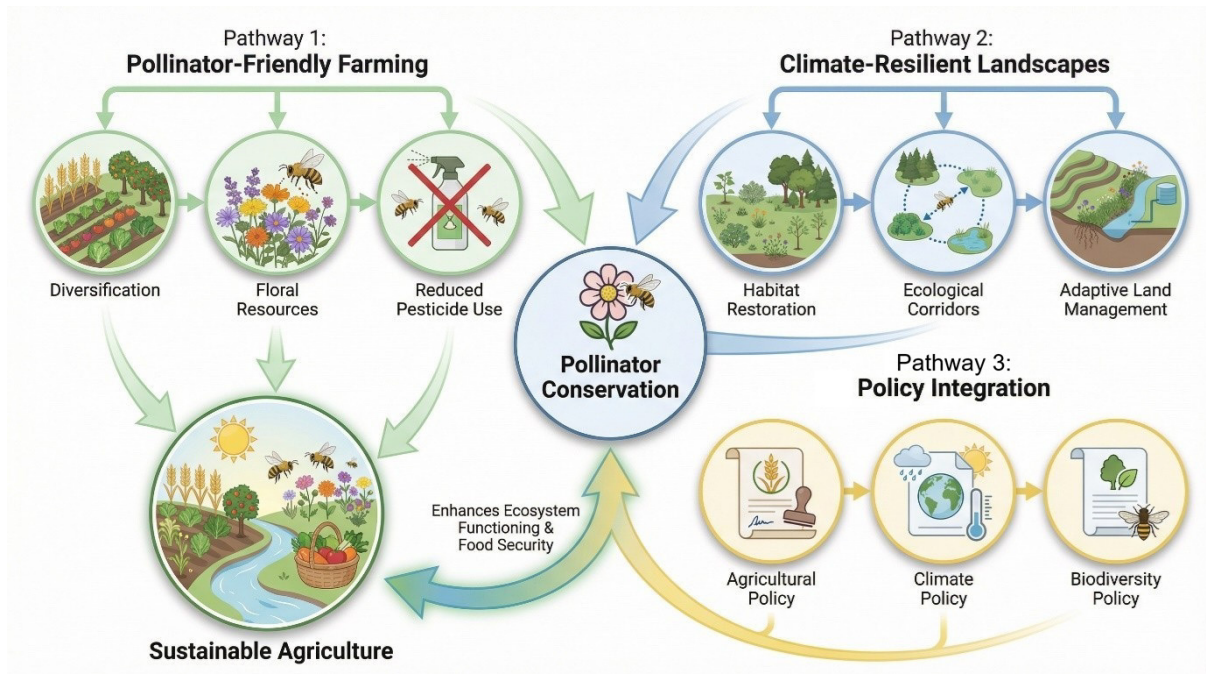 Pathway 1:
Pollinator-Friendly Farming
Diversification
Floral
Resources
Reduced
Pesticide Use
Pathway 2:
Climate-Resilient Landscapes
Habitat
Restoration
Ecological
Corridors
Adaptive Land
Management
Pollinator
Conservation
Pathway 3:
Policy Integration
Agricultural
Policy
Climate
Policy
Biodiversity
Policy
Enhances Ecosystem
Functioning &
Food Security
Sustainable Agriculture